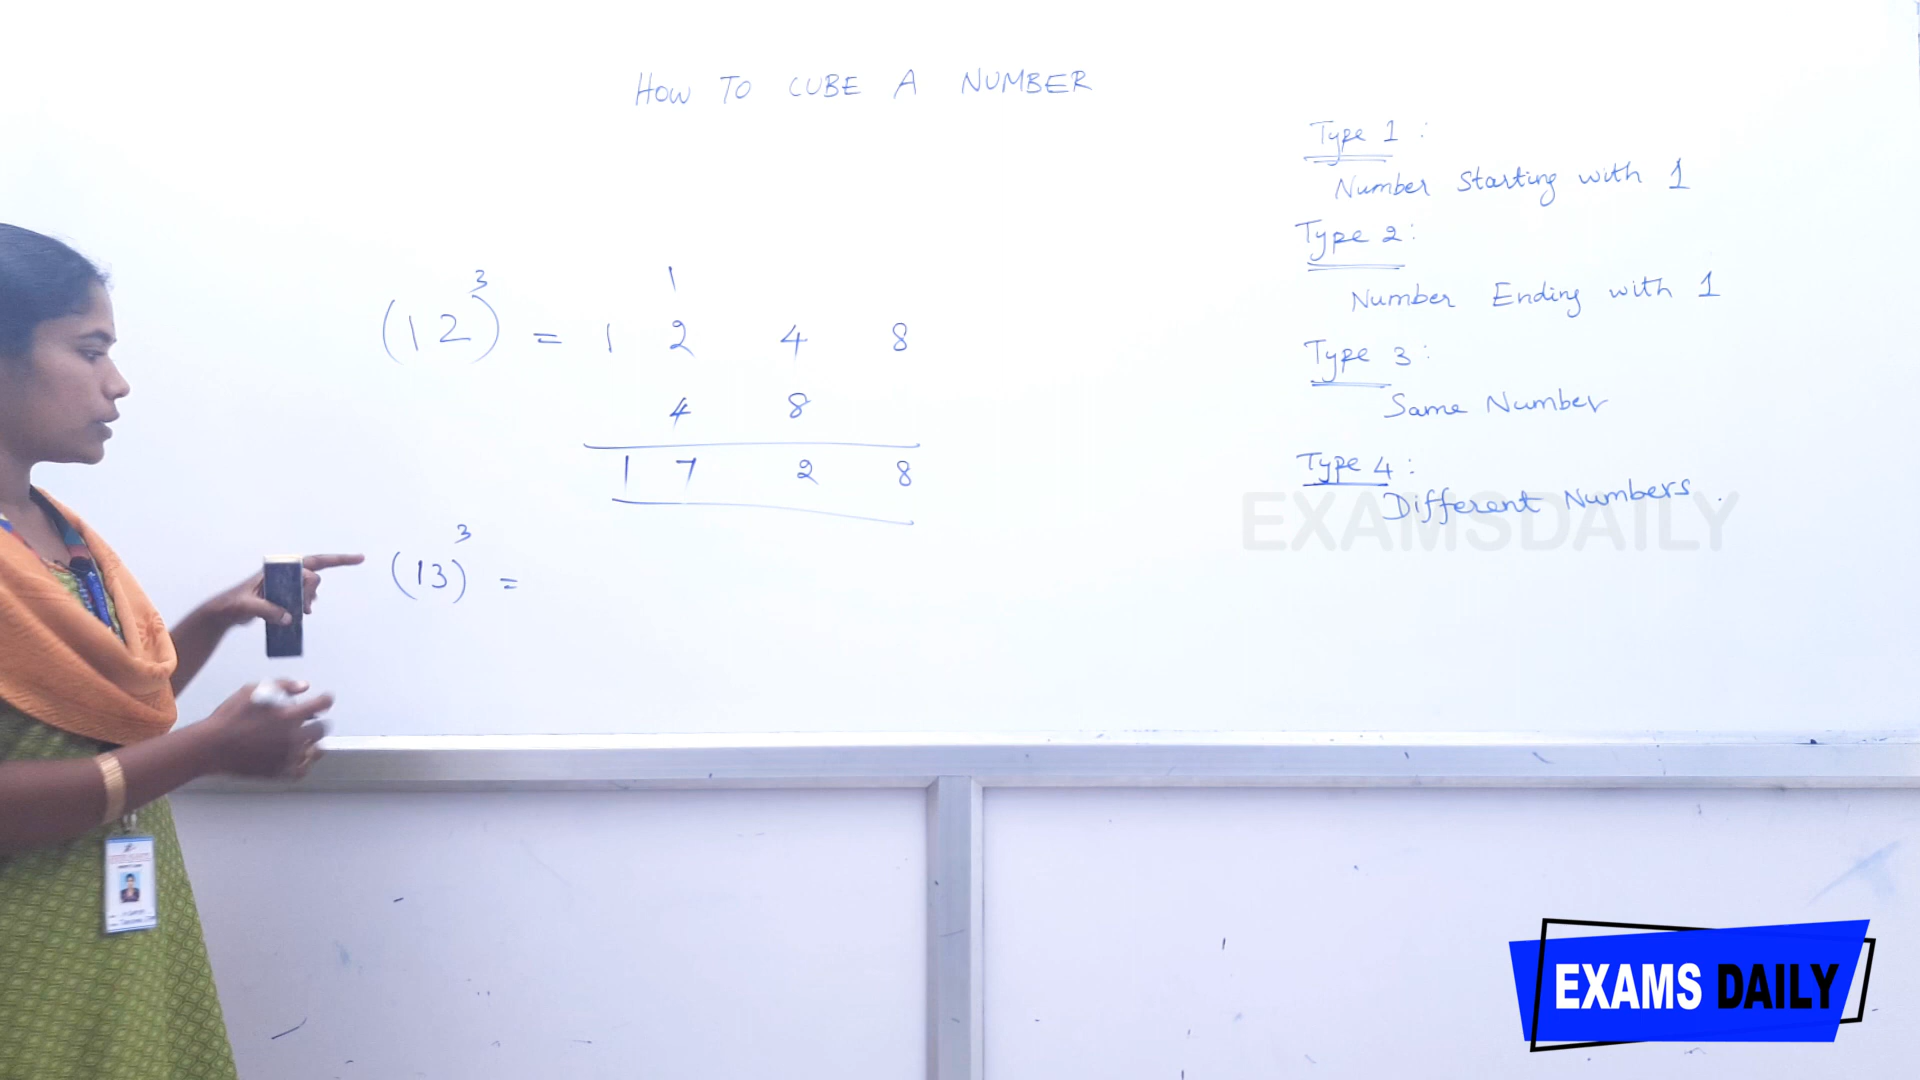 HOW TO CUBE A NUMBER
Type 1 :
Number Starting with 1
Type 2 :
Number Ending with 1
Type 3 :
Same Number
Type 4 :
Different Numbers.
1
(12)³ = 1 2 4 8
4 8
1 7 2 8
(13)³ =
EXAMSDAILY
EXAMS DAILY